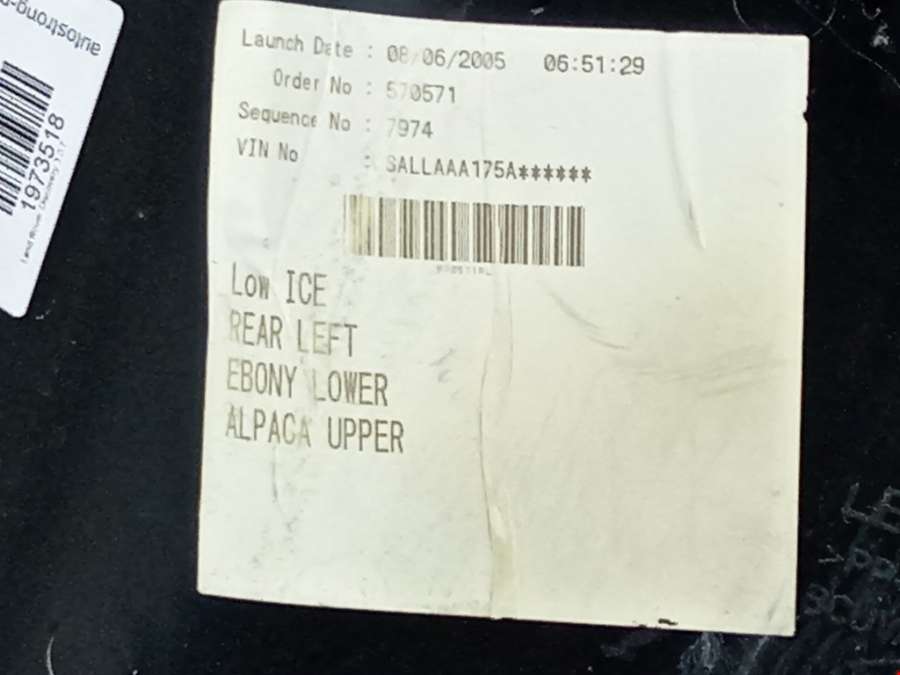 Launch Date : 08/06/2005 06:51:29
Order No : 570571
Sequence No : 7974
VIN No : SALLAAA175A******
Low ICE
REAR LEFT
EBONY LOWER
ALPACA UPPER
1973518